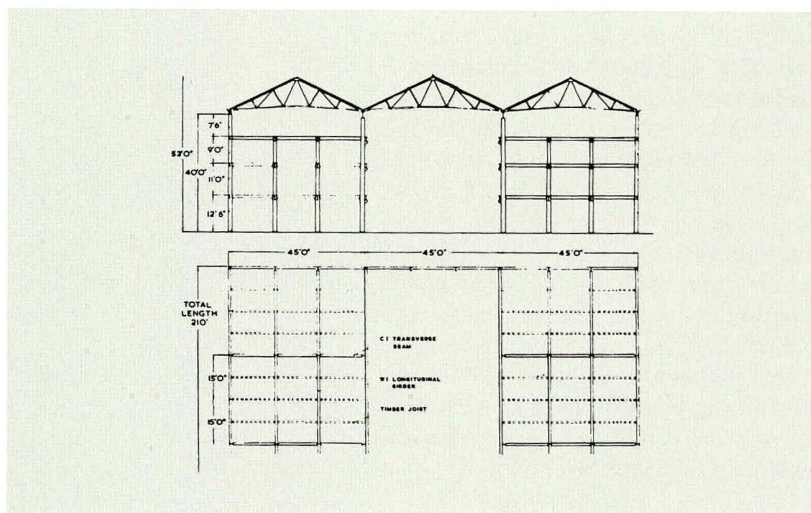 7'6"
9'0"
53'0"
40'0"
11'0"
12'6"
45'0" 45'0" 45'0"
TOTAL
LENGTH
210'
C I TRANSVERSE
BEAM
15'0"
W I LONGITUDINAL
GIRDER
TIMBER JOIST
15'0"